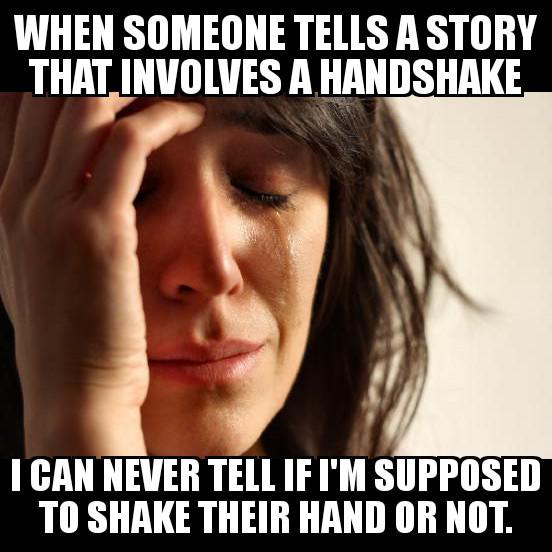 WHEN SOMEONE TELLS A STORY
THAT INVOLVES A HANDSHAKE
I CAN NEVER TELL IF I'M SUPPOSED
TO SHAKE THEIR HAND OR NOT.